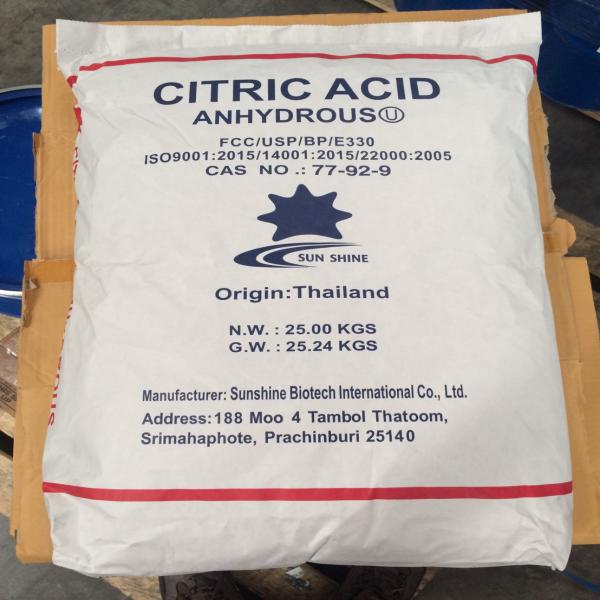 CITRIC ACID
ANHYDROUS Ⓤ
FCC/USP/BP/E330
ISO9001:2015/14001:2015/22000:2005
CAS NO .: 77-92-9
SUN SHINE
Origin:Thailand
N.W. : 25.00 KGS
G.W. : 25.24 KGS
Manufacturer: Sunshine Biotech International Co., Ltd.
Address:188 Moo 4 Tambol Thatoom,
Srimahaphote, Prachinburi 25140